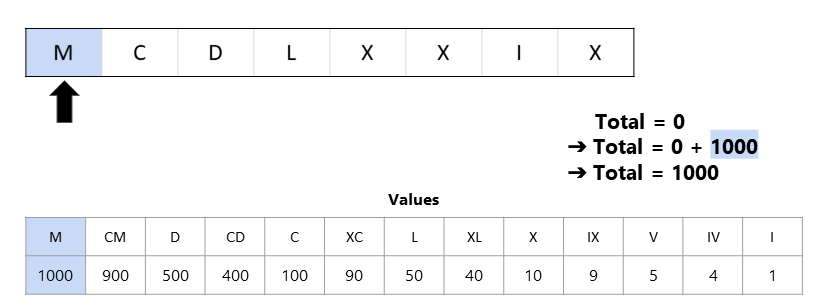 M C D L X X I X
Total = 0
➔ Total = 0 + 1000
➔ Total = 1000
Values
M CM D CD C XC L XL X IX V IV I
1000 900 500 400 100 90 50 40 10 9 5 4 1